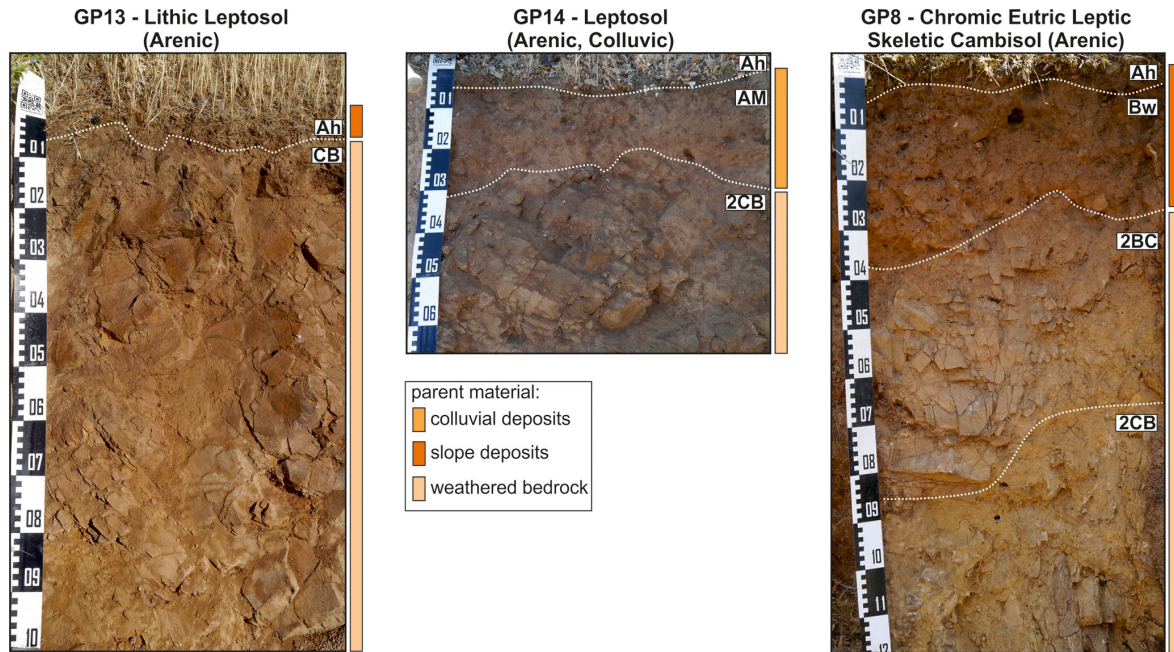 GP13 - Lithic Leptosol
(Arenic)
Ah
CB
01
02
03
04
05
06
07
08
09
10
GP14 - Leptosol
(Arenic, Colluvic)
Ah
AM
2CB
01
02
03
04
05
06
parent material:
colluvial deposits
slope deposits
weathered bedrock
GP8 - Chromic Eutric Leptic
Skeletic Cambisol (Arenic)
Ah
Bw
2BC
2CB
01
02
03
04
05
06
07
08
09
10
11
12